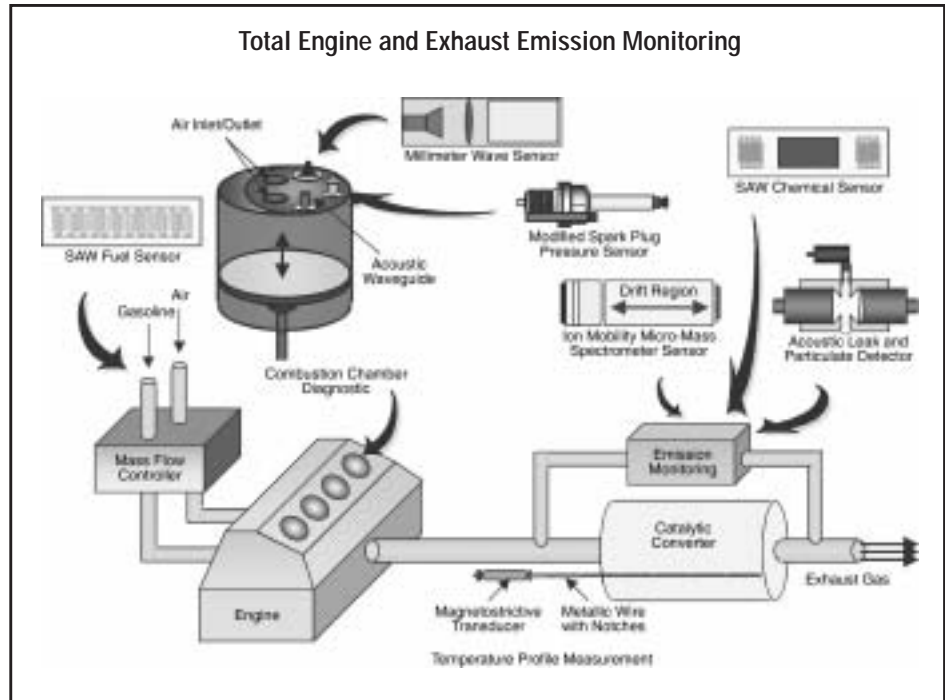 Total Engine and Exhaust Emission Monitoring
Air Inlet/Outlet
Millimeter Wave Sensor
SAW Chemical Sensor
SAW Fuel Sensor
Modified Spark Plug
Pressure Sensor
Acoustic
Waveguide
Air
Gasoline
Drift Region
Ion Mobility Micro-Mass
Spectrometer Sensor
Acoustic Leak and
Particulate Detector
Combustion Chamber
Diagnostic
Mass Flow
Controller
Emission
Monitoring
Catalytic
Converter
Exhaust Gas
Engine
Magnetostrictive
Transducer
Metallic Wire
with Notches
Temperature Profile Measurement